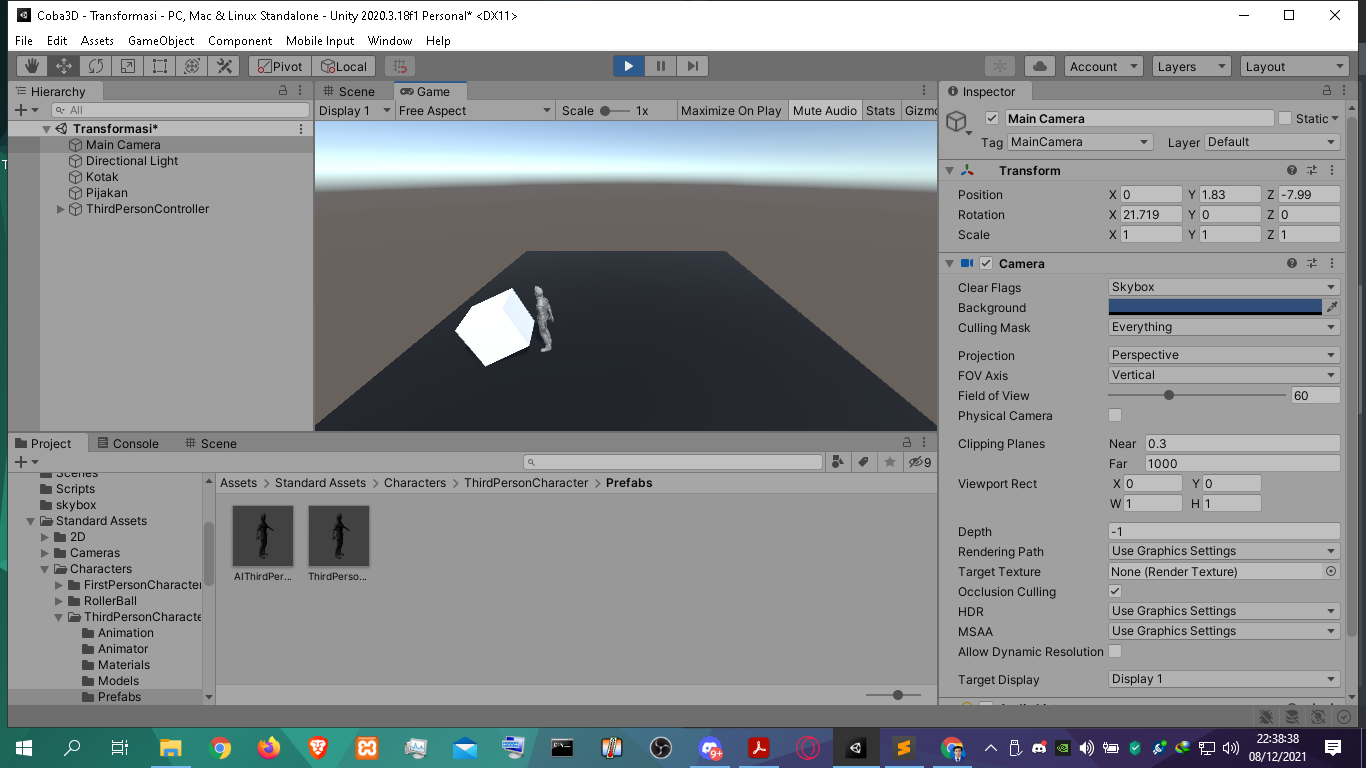 Coba3D - Transformasi - PC, Mac & Linux Standalone - Unity 2020.3.18f1 Personal* <DX11>
File Edit Assets GameObject Component Mobile Input Window Help
Pivot Local Account Layers Layout
Hierarchy
All
Transformasi*
Main Camera
Directional Light
Kotak
Pijakan
ThirdPersonController
Scene Game
Display 1 Free Aspect Scale 1x Maximize On Play Mute Audio Stats Gizmo
Inspector
Main Camera Static
Tag MainCamera Layer Default
Transform
Position X 0 Y 1.83 Z -7.99
Rotation X 21.719 Y 0 Z 0
Scale X 1 Y 1 Z 1
Camera
Clear Flags Skybox
Background
Culling Mask Everything
Projection Perspective
FOV Axis Vertical
Field of View 60
Physical Camera
Clipping Planes Near 0.3
Far 1000
Viewport Rect X 0 Y 0
W 1 H 1
Depth -1
Rendering Path Use Graphics Settings
Target Texture None (Render Texture)
Occlusion Culling
HDR Use Graphics Settings
MSAA Use Graphics Settings
Allow Dynamic Resolution
Target Display Display 1
Project Console Scene
9
Scenes
Scripts
skybox
Standard Assets
2D
Cameras
Characters
FirstPersonCharacter
RollerBall
ThirdPersonCharacte
Animation
Animator
Materials
Models
Prefabs
Assets > Standard Assets > Characters > ThirdPersonCharacter > Prefabs
AIThirdPer... ThirdPerso...
9+
22:38:38
08/12/2021